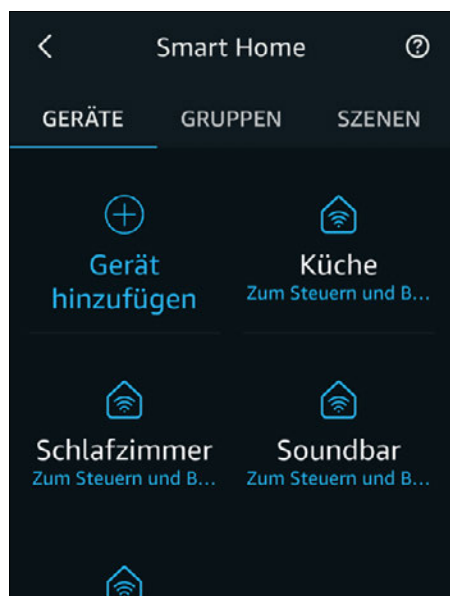 Smart Home
GERÄTE GRUPPEN SZENEN
Gerät
hinzufügen
Küche
Zum Steuern und B...
Schlafzimmer
Zum Steuern und B...
Soundbar
Zum Steuern und B...